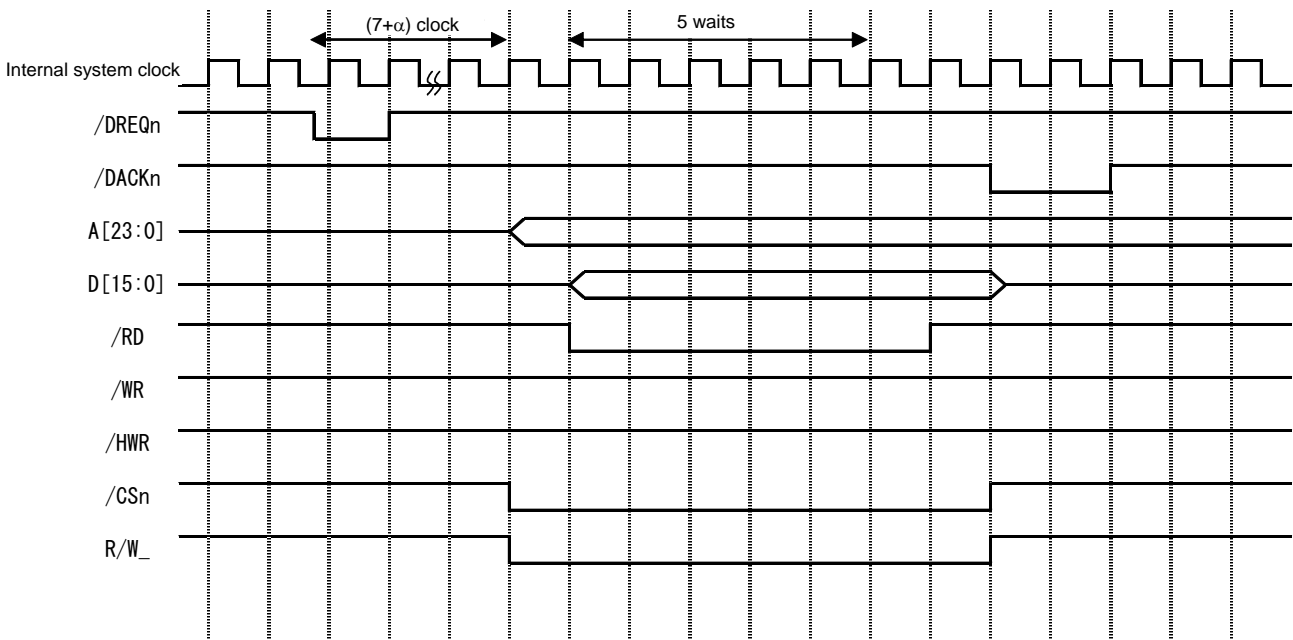 (7+α) clock
5 waits
Internal system clock
/DREQn
/DACKn
A[23:0]
D[15:0]
/RD
/WR
/HWR
/CSn
R/W_